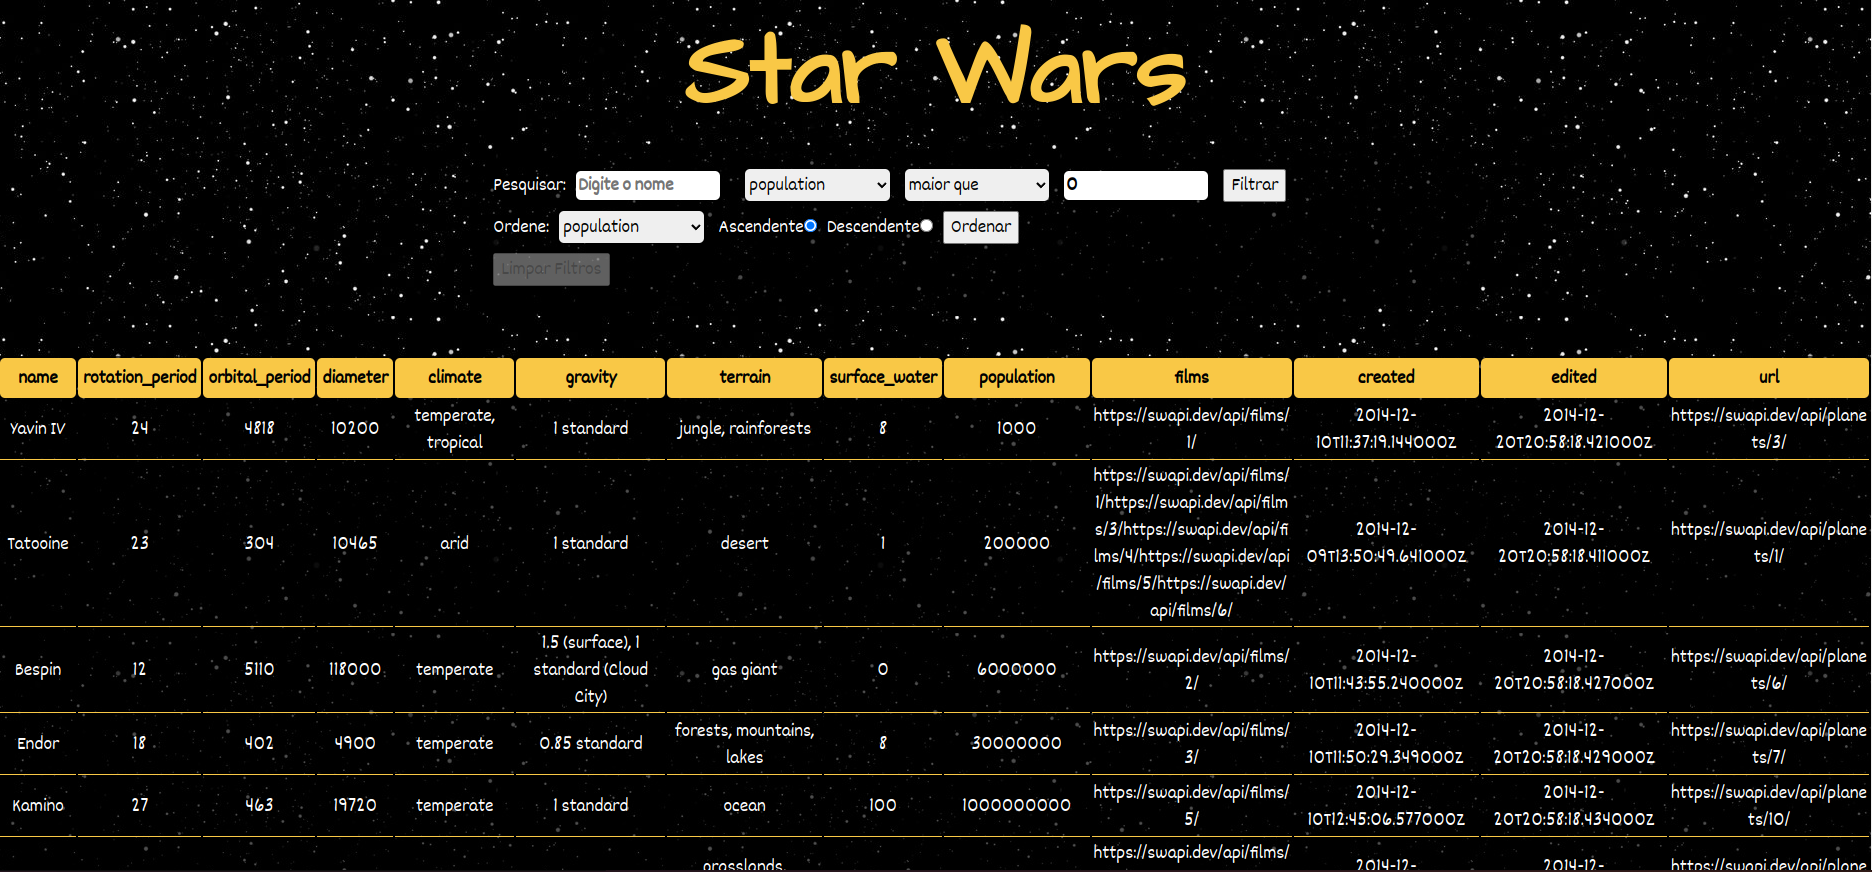 Star Wars
Pesquisar: Digite o nome population maior que 0 Filtrar
Ordene: population Ascendente Descendente Ordenar
Limpar Filtros
name rotation_period orbital_period diameter climate gravity terrain surface_water population films created edited url
Yavin IV 24 4818 10200 temperate, tropical 1 standard jungle, rainforests 8 1000 https://swapi.dev/api/films/1/ 2014-12-10T11:37:19.144000Z 2014-12-20T20:58:18.421000Z https://swapi.dev/api/planets/3/
Tatooine 23 304 10465 arid 1 standard desert 1 200000 https://swapi.dev/api/films/1/https://swapi.dev/api/films/3/https://swapi.dev/api/films/4/https://swapi.dev/api/films/5/https://swapi.dev/api/films/6/ 2014-12-09T13:50:49.641000Z 2014-12-20T20:58:18.411000Z https://swapi.dev/api/planets/1/
Bespin 12 5110 118000 temperate 1.5 (surface), 1 standard (Cloud City) gas giant 0 6000000 https://swapi.dev/api/films/2/ 2014-12-10T11:43:55.240000Z 2014-12-20T20:58:18.427000Z https://swapi.dev/api/planets/6/
Endor 18 402 4900 temperate 0.85 standard forests, mountains, lakes 8 30000000 https://swapi.dev/api/films/3/ 2014-12-10T11:50:29.349000Z 2014-12-20T20:58:18.429000Z https://swapi.dev/api/planets/7/
Kamino 27 463 19720 temperate 1 standard ocean 100 1000000000 https://swapi.dev/api/films/5/ 2014-12-10T12:45:06.577000Z 2014-12-20T20:58:18.434000Z https://swapi.dev/api/planets/10/
grasslands, https://swapi.dev/api/films/ 2014-12- 2014-12- https://swapi.dev/api/plane